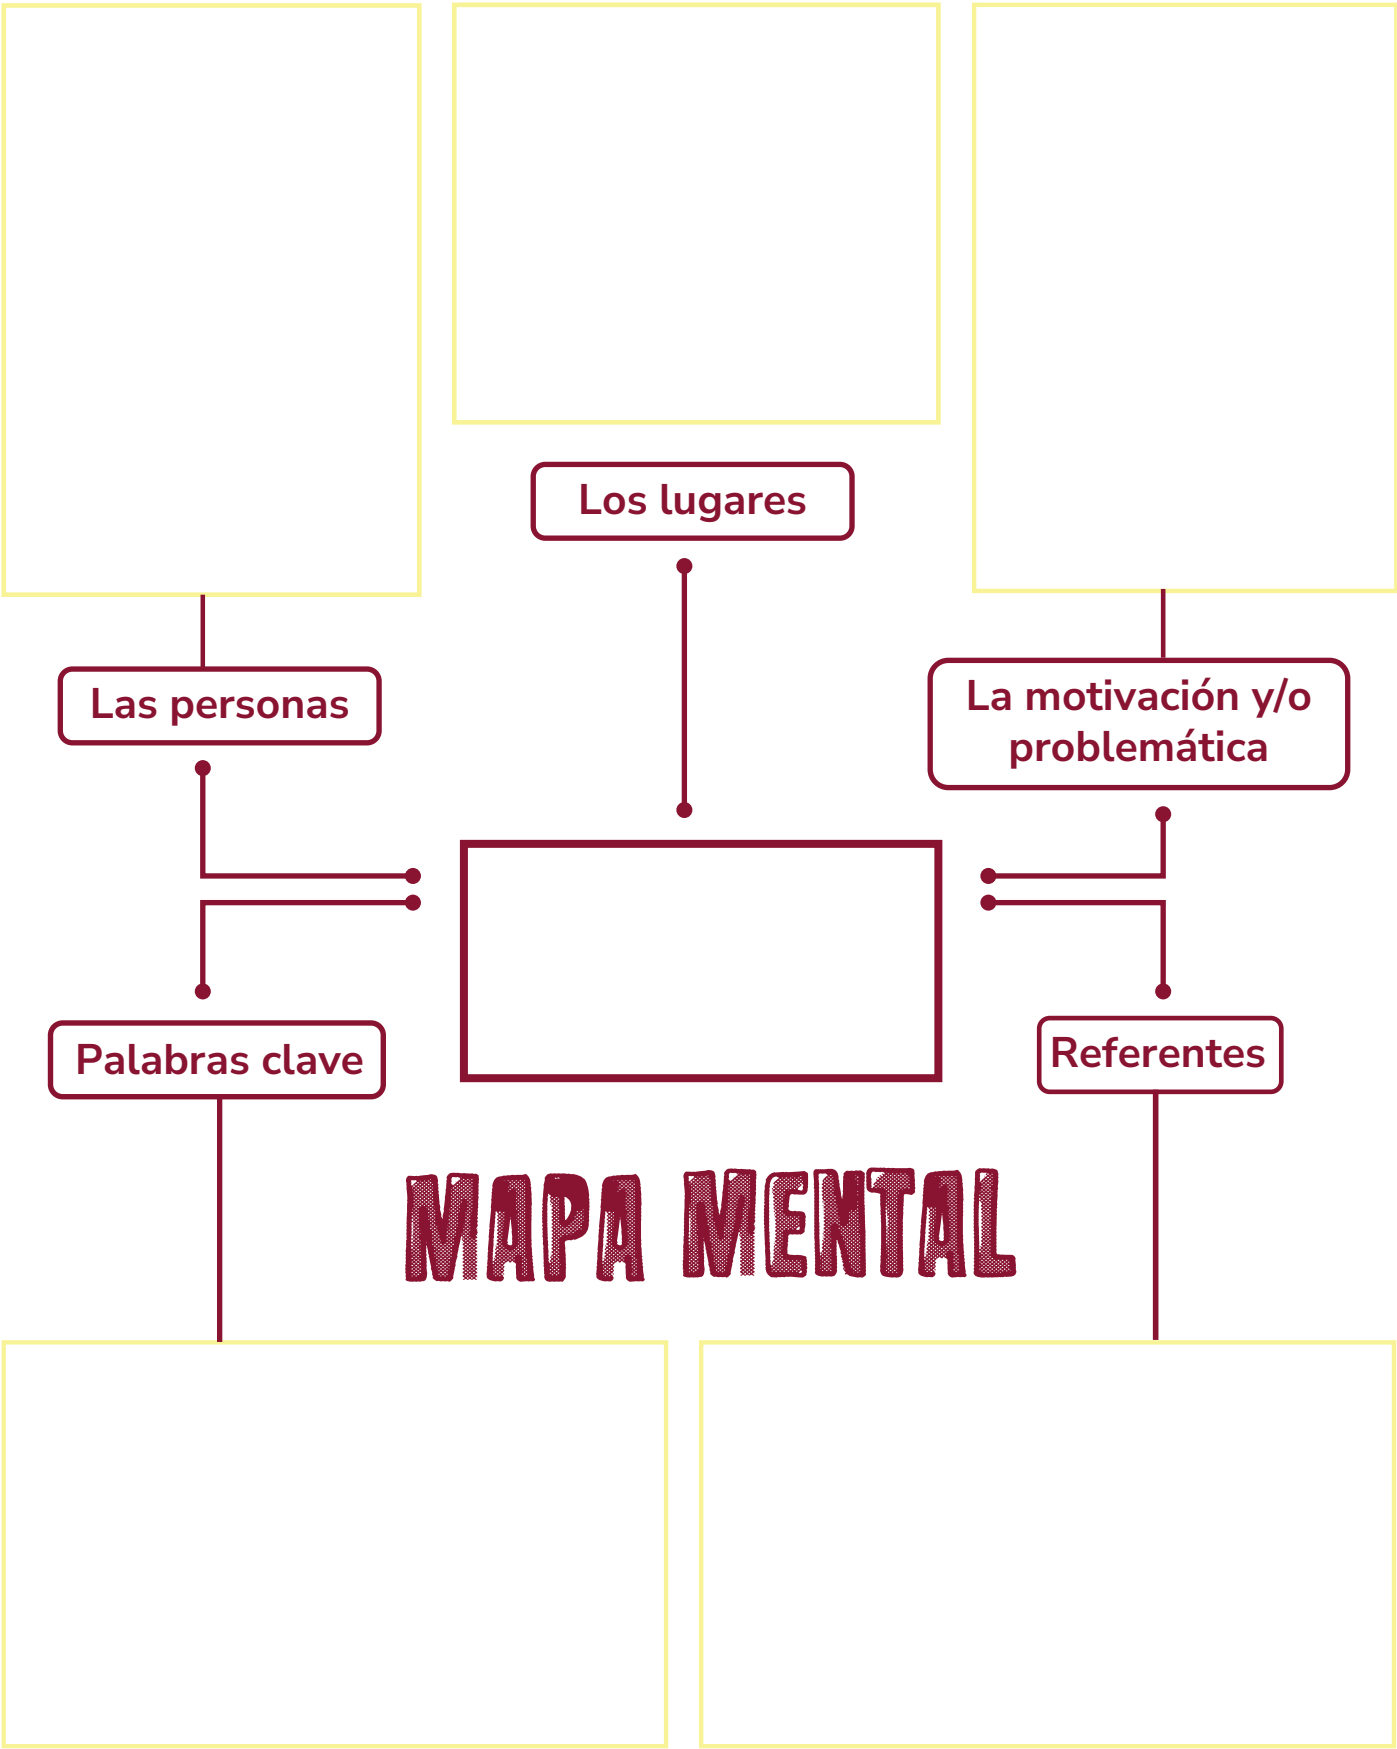 Los lugares
Las personas
La motivación y/o
problemática
Palabras clave
Referentes
MAPA MENTAL